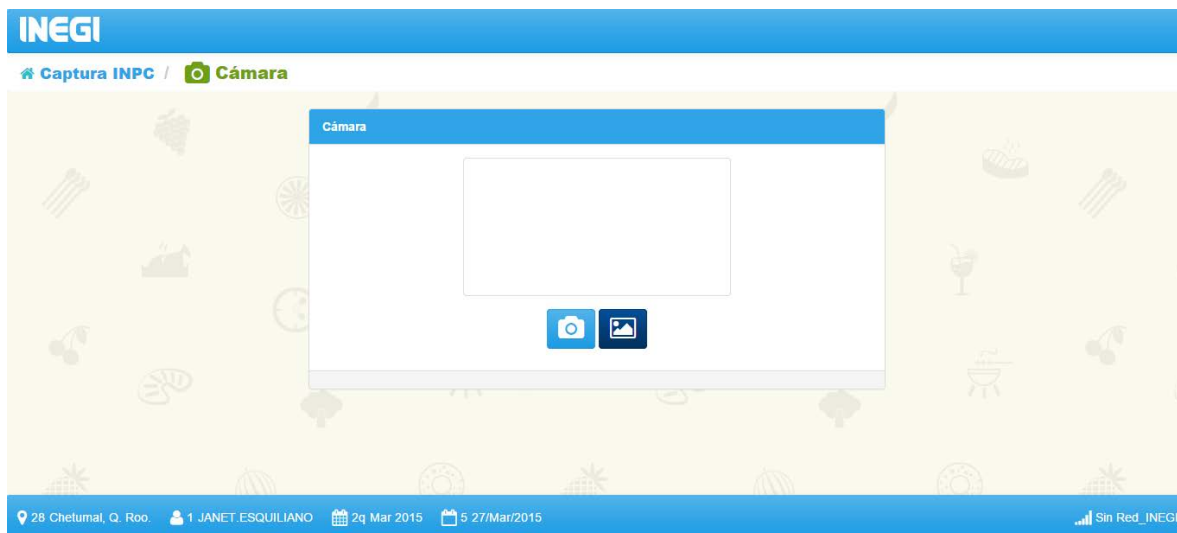 INEGI
Captura INPC / Cámara
Cámara
28 Chetumal, Q. Roo. 1 JANET.ESQUILIANO 2q Mar 2015 5 27/Mar/2015 Sin Red_INEGI